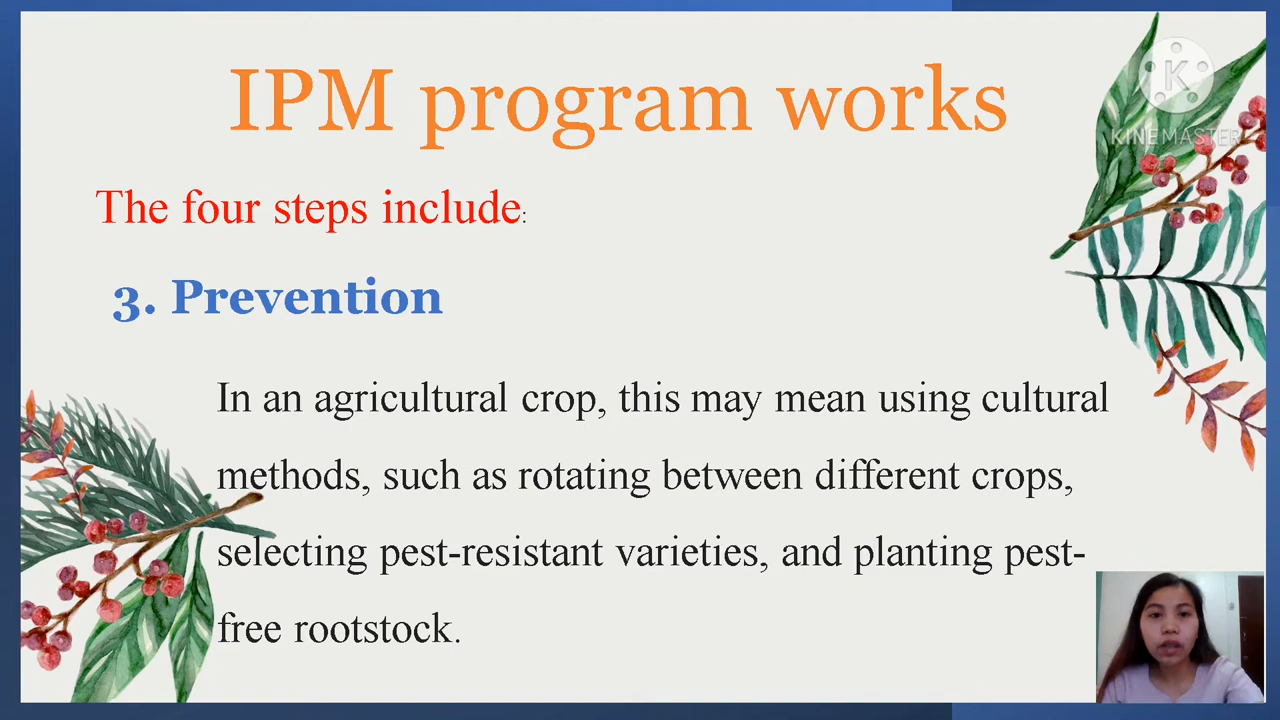 IPM program works
The four steps include:
3. Prevention
In an agricultural crop, this may mean using cultural
methods, such as rotating between different crops,
selecting pest-resistant varieties, and planting pest-
free rootstock.
K
KINEMASTER